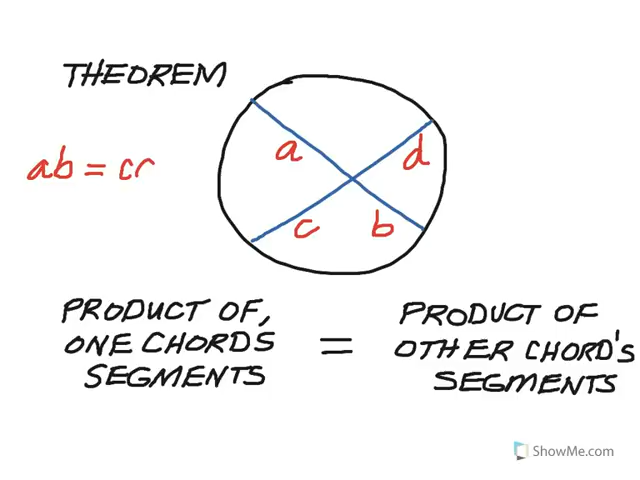 THEOREM
a
d
ab = cr
c
b
PRODUCT OF,
ONE CHORDS
SEGMENTS
=
PRODUCT OF
OTHER CHORD'S
SEGMENTS
ShowMe.com